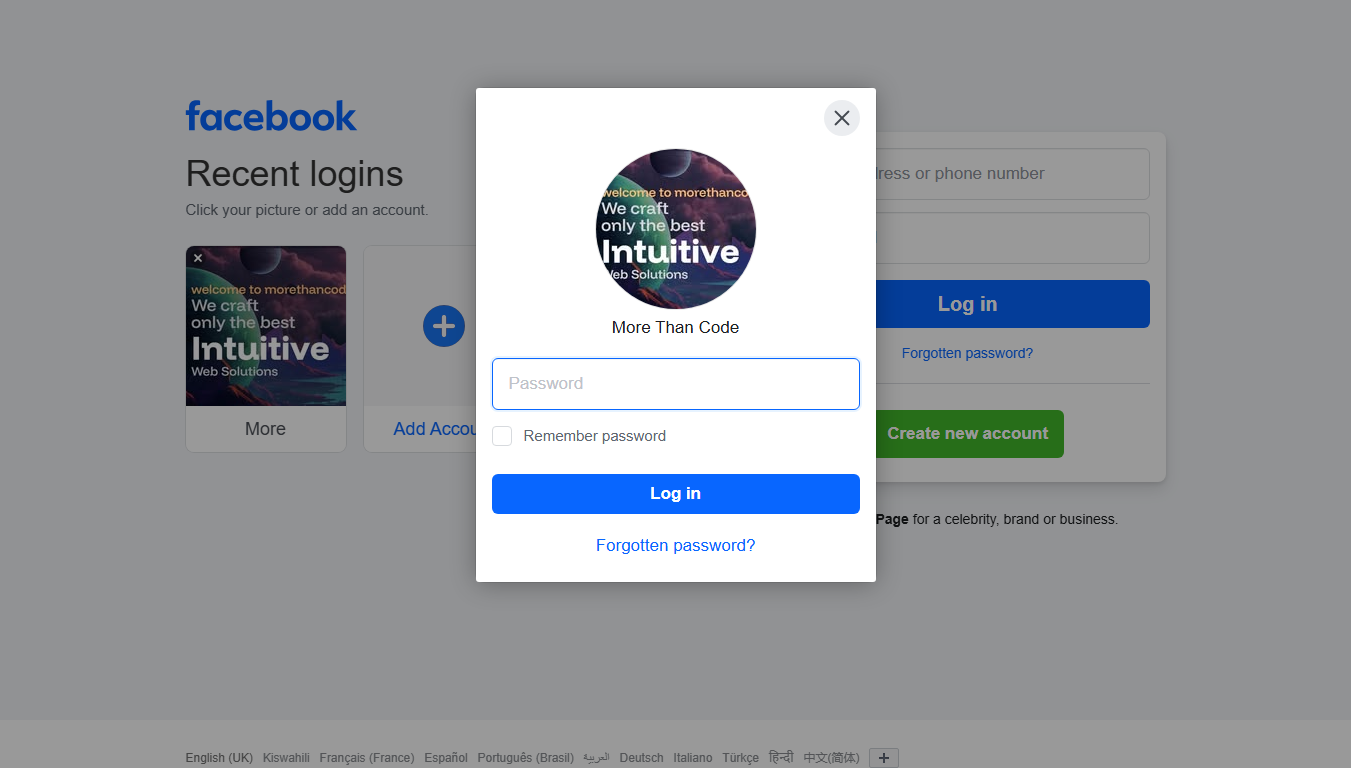 facebook
Recent logins
Click your picture or add an account.
welcome to morethancod
We craft
only the best
Intuitive
Web Solutions
More
Add Accou
welcome to morethanco
We craft
only the best
Intuitive
Web Solutions
More Than Code
Password
Remember password
Log in
Forgotten password?
ress or phone number
Log in
Forgotten password?
Create new account
Page for a celebrity, brand or business.
English (UK) Kiswahili Français (France) Español Português (Brasil) العربية Deutsch Italiano Türkçe हिन्दी 中文(简体)